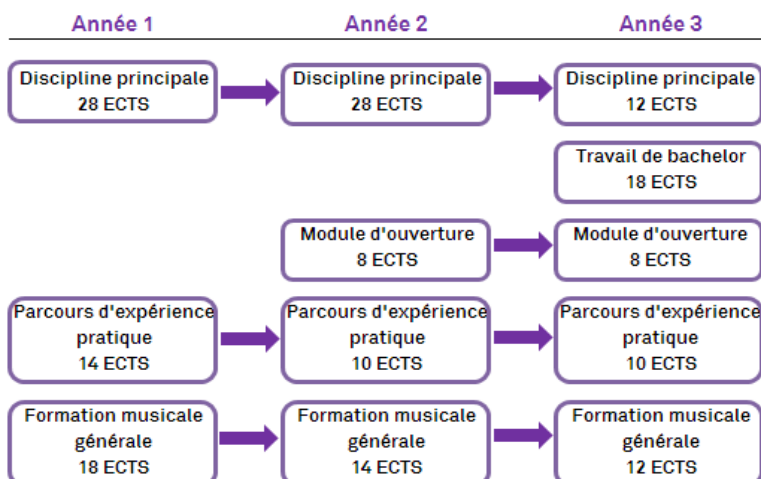 Année 1 Année 2 Année 3
Discipline principale
28 ECTS
Discipline principale
28 ECTS
Discipline principale
12 ECTS
Travail de bachelor
18 ECTS
Module d'ouverture
8 ECTS
Module d'ouverture
8 ECTS
Parcours d'expérience
pratique
14 ECTS
Parcours d'expérience
pratique
10 ECTS
Parcours d'expérience
pratique
10 ECTS
Formation musicale
générale
18 ECTS
Formation musicale
générale
14 ECTS
Formation musicale
générale
12 ECTS